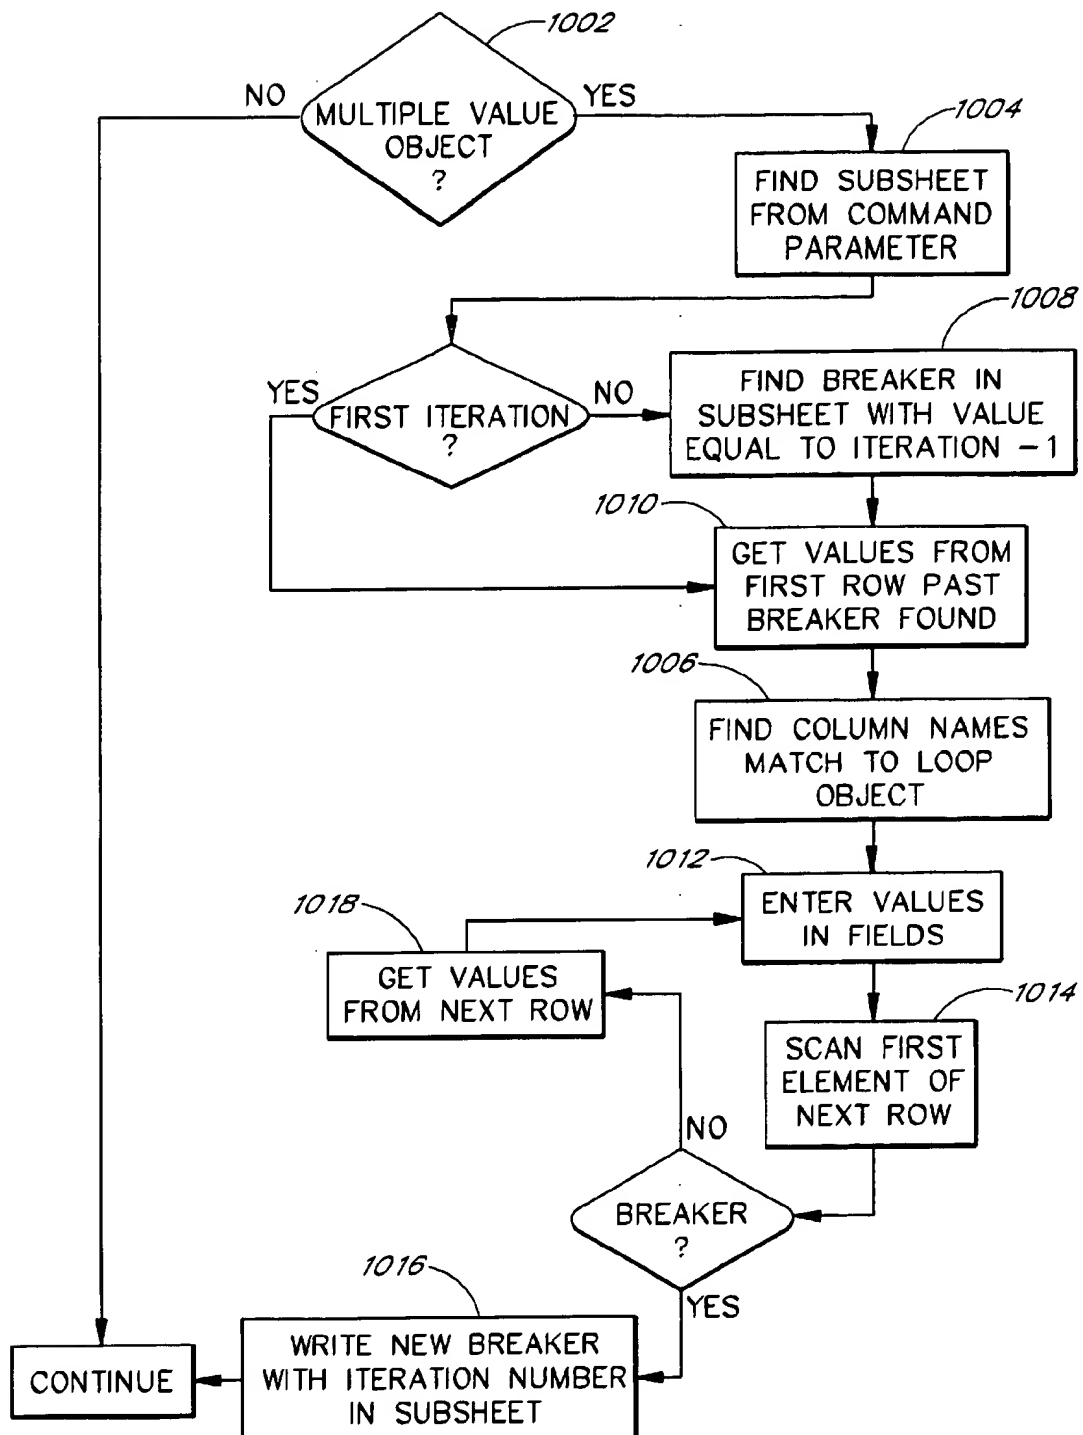 1002
NO
YES
MULTIPLE VALUE
OBJECT
?
1004
FIND SUBSHEET
FROM COMMAND
PARAMETER
1008
YES
NO
FIRST ITERATION
?
FIND BREAKER IN
SUBSHEET WITH VALUE
EQUAL TO ITERATION -1
1010
GET VALUES FROM
FIRST ROW PAST
BREAKER FOUND
1006
FIND COLUMN NAMES
MATCH TO LOOP
OBJECT
1012
ENTER VALUES
IN FIELDS
1018
GET VALUES
FROM NEXT ROW
1014
SCAN FIRST
ELEMENT OF
NEXT ROW
NO
BREAKER
?
YES
1016
WRITE NEW BREAKER
WITH ITERATION NUMBER
IN SUBSHEET
CONTINUE